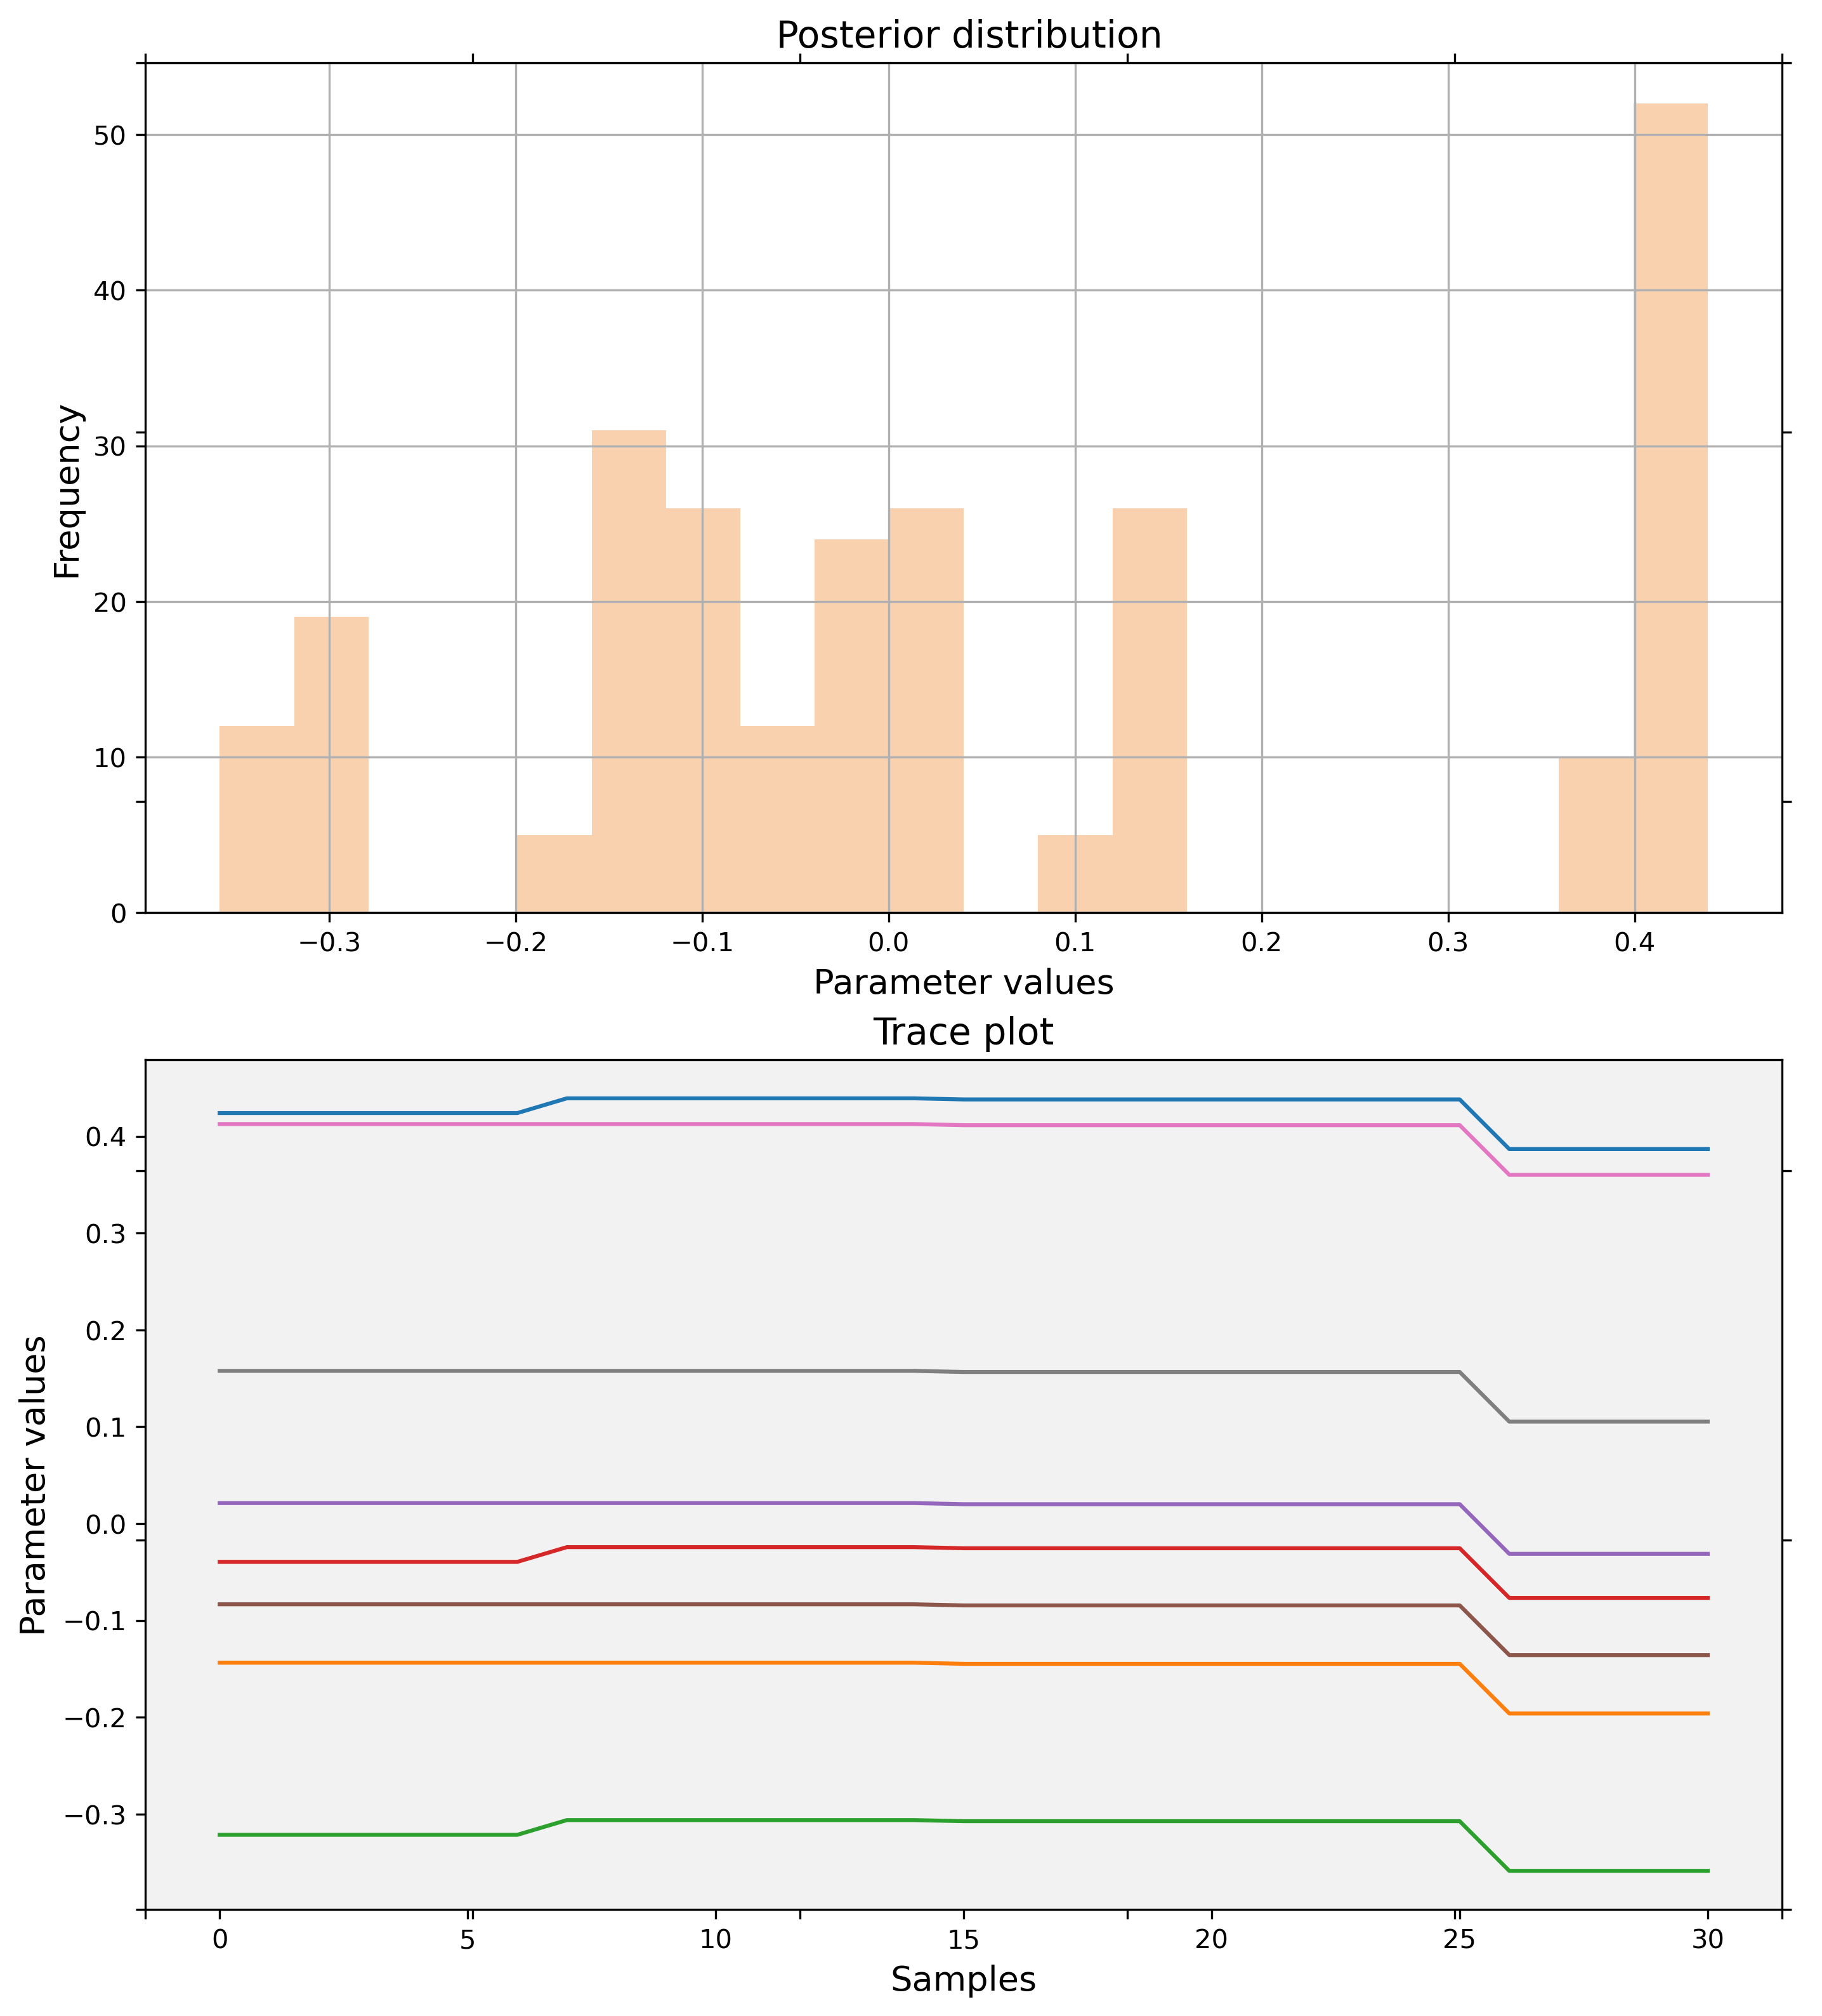 Posterior distribution
50
40
30
20
10
0
Frequency
−0.3 −0.2 −0.1 0.0 0.1 0.2 0.3 0.4
Parameter values
Trace plot
0.4
0.3
0.2
0.1
0.0
−0.1
−0.2
−0.3
Parameter values
0 5 10 15 20 25 30
Samples